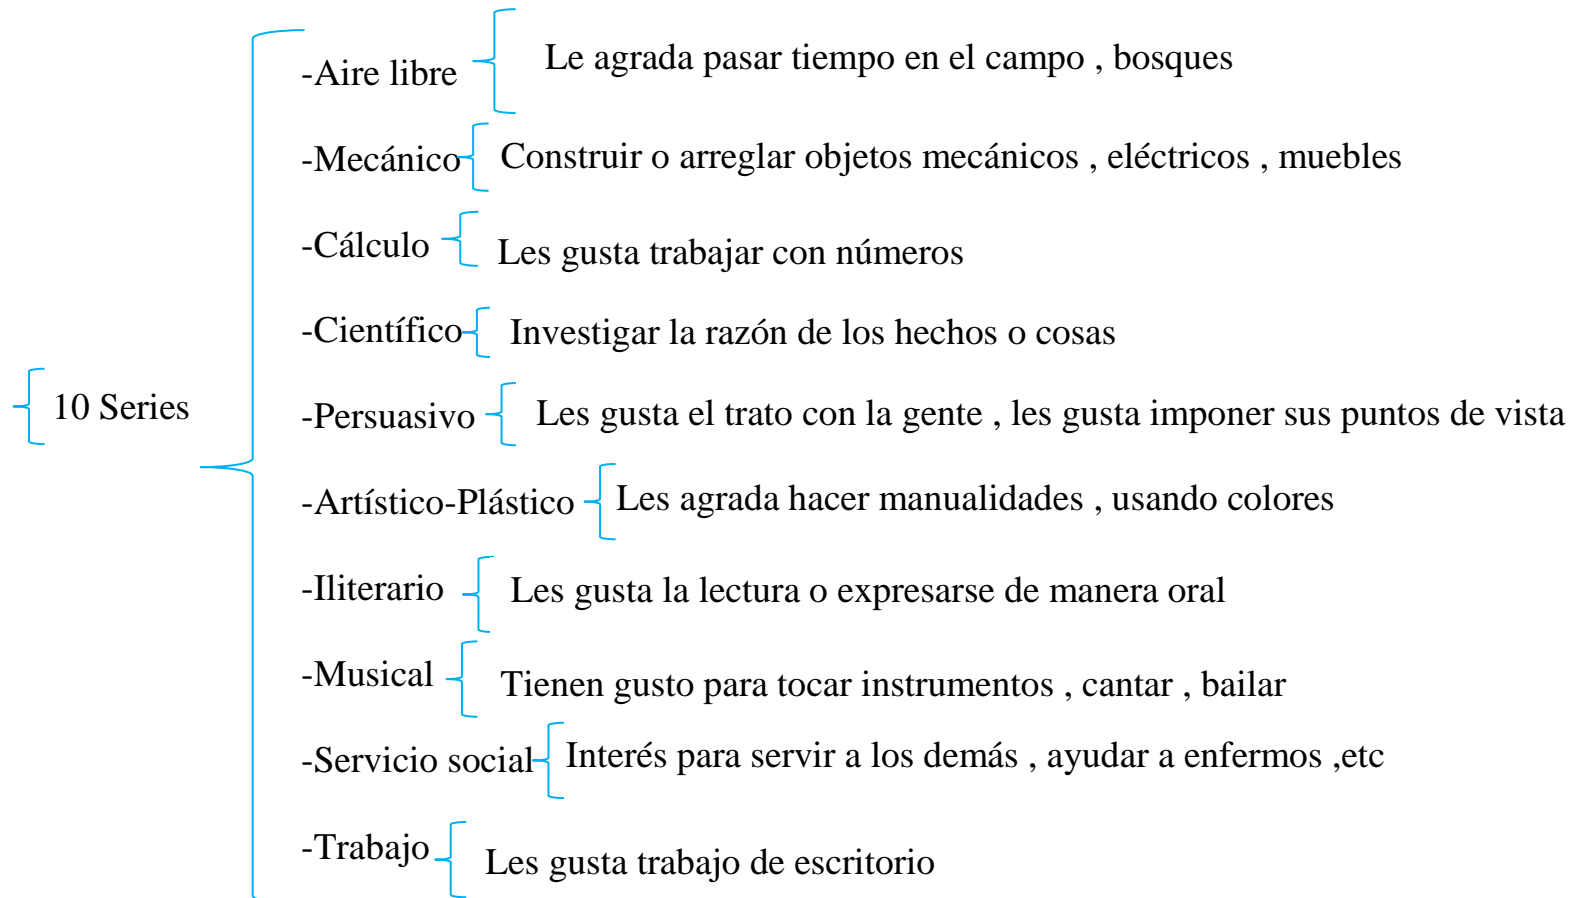 -Aire libre
Le agrada pasar tiempo en el campo , bosques
-Mecánico
Construir o arreglar objetos mecánicos , eléctricos , muebles
-Cálculo
Les gusta trabajar con números
-Científico
Investigar la razón de los hechos o cosas
10 Series
-Persuasivo
Les gusta el trato con la gente , les gusta imponer sus puntos de vista
-Artístico-Plástico
Les agrada hacer manualidades , usando colores
-Iliterario
Les gusta la lectura o expresarse de manera oral
-Musical
Tienen gusto para tocar instrumentos , cantar , bailar
-Servicio social
Interés para servir a los demás , ayudar a enfermos ,etc
-Trabajo
Les gusta trabajo de escritorio